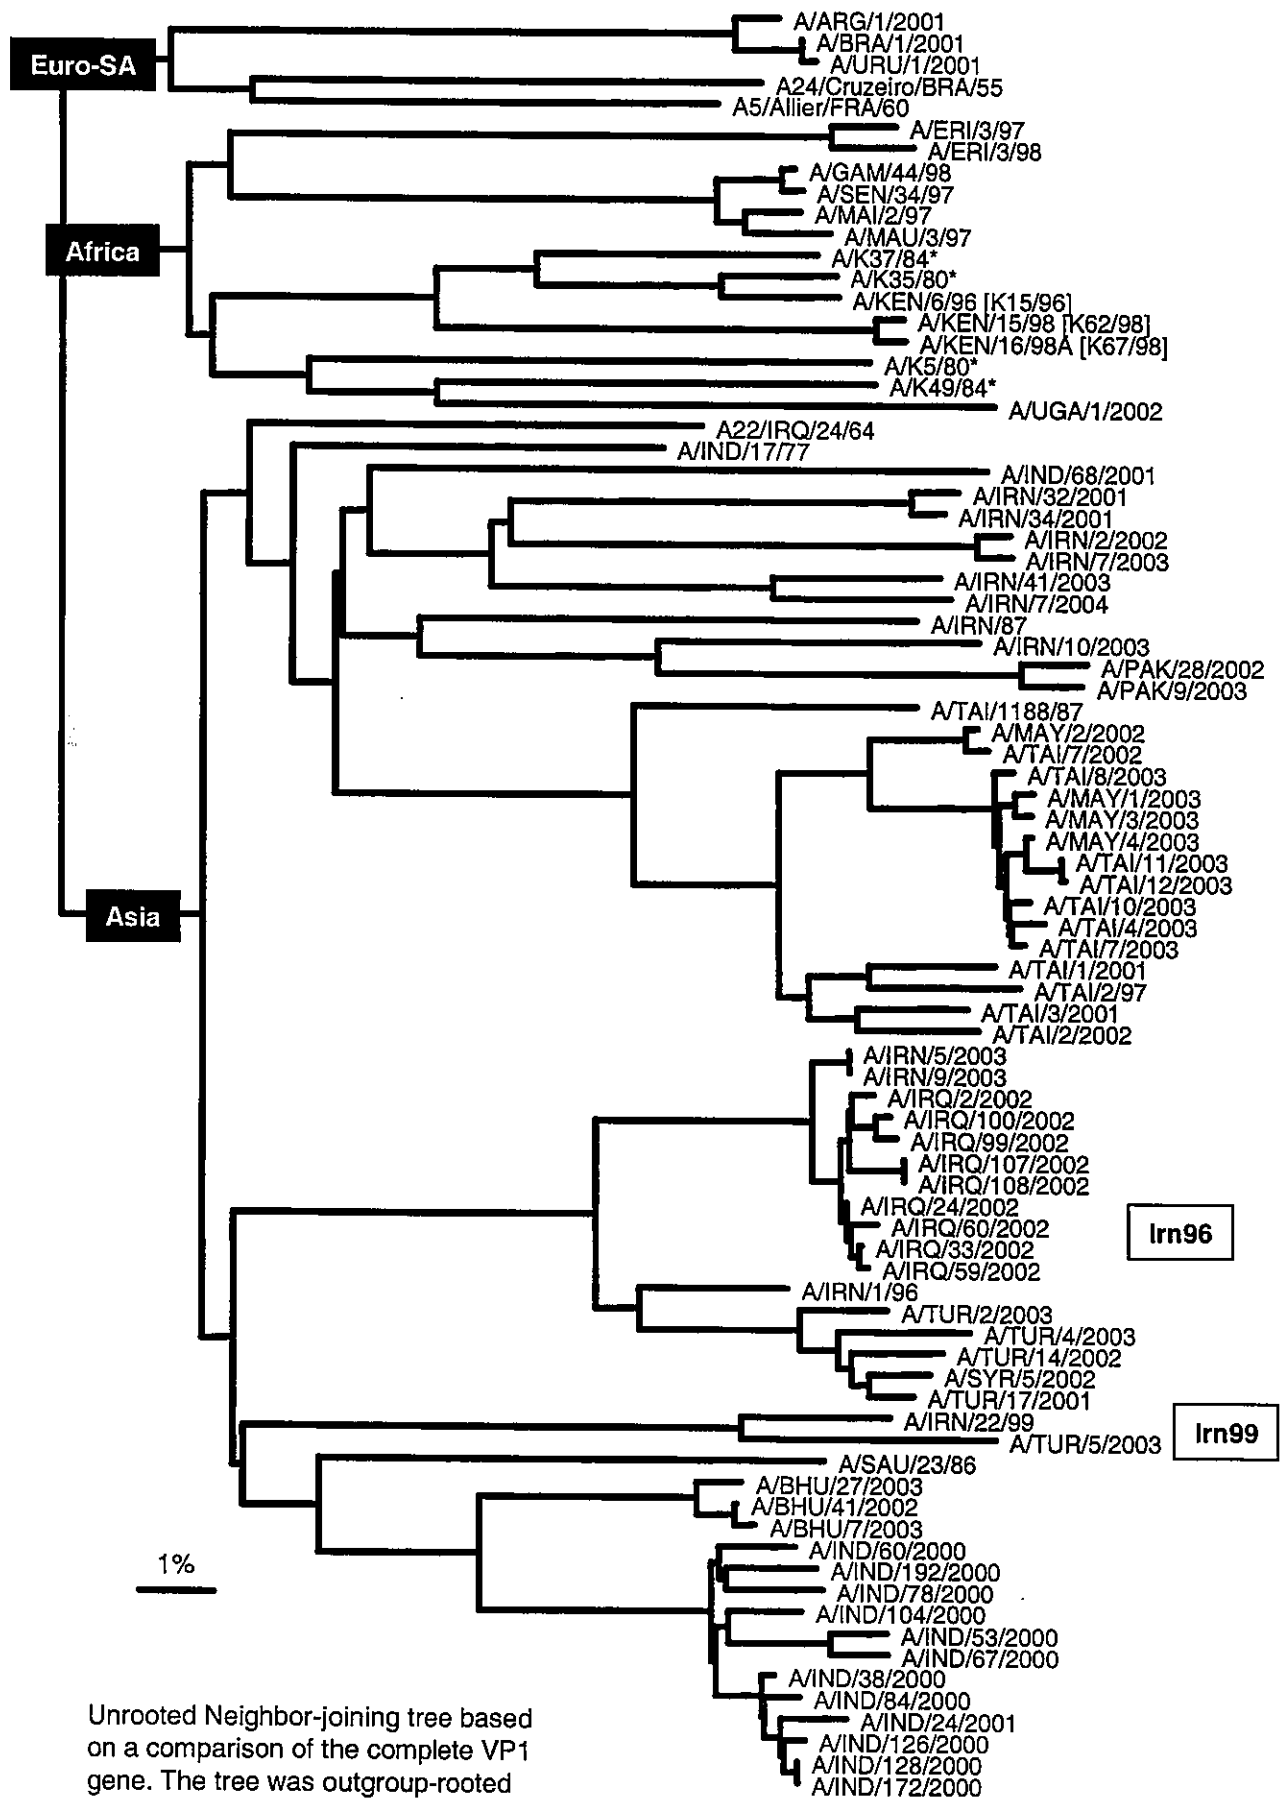 A/ARG/1/2001
A/BRA/1/2001
Euro-SA
A/URU/1/2001
A24/Cruzeiro/BRA/55
A5/Allier/FRA/60
A/ERI/3/97
A/ERI/3/98
A/GAM/44/98
A/SEN/34/97
A/MAI/2/97
A/MAU/3/97
Africa
A/K37/84*
A/K35/80*
A/KEN/6/96 [K15/96]
A/KEN/15/98 [K62/98]
A/KEN/16/98A [K67/98]
A/K5/80*
A/K49/84*
A/UGA/1/2002
A22/IRQ/24/64
A/IND/17/77
A/IND/68/2001
A/IRN/32/2001
A/IRN/34/2001
A/IRN/2/2002
A/IRN/7/2003
A/IRN/41/2003
A/IRN/7/2004
A/IRN/87
A/IRN/10/2003
A/PAK/28/2002
A/PAK/9/2003
A/TAI/1188/87
A/MAY/2/2002
A/TAI/7/2002
A/TAI/8/2003
A/MAY/1/2003
A/MAY/3/2003
A/MAY/4/2003
A/TAI/11/2003
A/TAI/12/2003
A/TAI/10/2003
Asia
A/TAI/4/2003
A/TAI/7/2003
A/TAI/1/2001
A/TAI/2/97
A/TAI/3/2001
A/TAI/2/2002
A/IRN/5/2003
A/IRN/9/2003
A/IRQ/2/2002
A/IRQ/100/2002
A/IRQ/99/2002
A/IRQ/107/2002
A/IRQ/108/2002
A/IRQ/24/2002
A/IRQ/60/2002
Irn96
A/IRQ/33/2002
A/IRQ/59/2002
A/IRN/1/96
A/TUR/2/2003
A/TUR/4/2003
A/TUR/14/2002
A/SYR/5/2002
A/TUR/17/2001
A/IRN/22/99
Irn99
A/TUR/5/2003
A/SAU/23/86
A/BHU/27/2003
A/BHU/41/2002
A/BHU/7/2003
A/IND/60/2000
1%
A/IND/192/2000
A/IND/78/2000
A/IND/104/2000
A/IND/53/2000
A/IND/67/2000
A/IND/38/2000
A/IND/84/2000
A/IND/24/2001
A/IND/126/2000
A/IND/128/2000
A/IND/172/2000
Unrooted Neighbor-joining tree based
on a comparison of the complete VP1
gene. The tree was outgroup-rooted